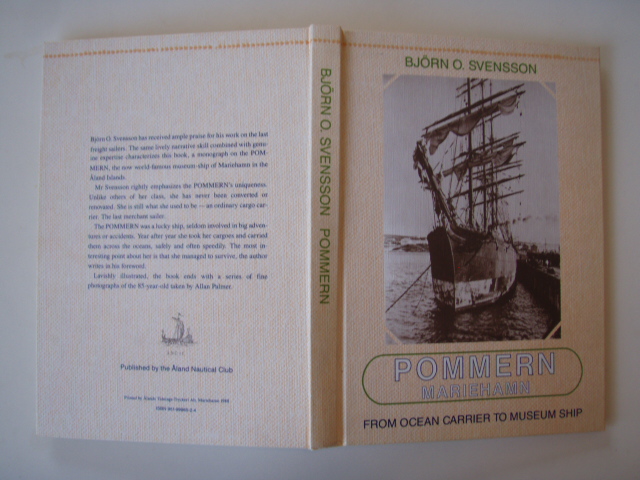 Björn O. Svensson has received ample praise for his work on the last
freight sailers. The same lively narrative skill combined with genu-
ine expertise characterizes this book, a monograph on the POM-
MERN, the now world-famous museum-ship of Mariehamn in the
Åland Islands.
Mr Svensson rightly emphasizes the POMMERN's uniqueness.
Unlike others of her class, she has never been converted or
renovated. She is still what she used to be — an ordinary cargo car-
rier. The last merchant sailer.
The POMMERN was a lucky ship, seldom involved in big adven-
tures or accidents. Year after year she took her cargoes and carried
them across the oceans, safely and often speedily. The most in-
teresting point about her is that she managed to survive, the author
writes in his foreword.
Lavishly illustrated, the book ends with a series of fine
photographs of the 85-year-old taken by Allan Palmer.
Published by the Åland Nautical Club
BJÖRN O. SVENSSON POMMERN
BJÖRN O. SVENSSON
POMMERN
MARIEHAMN
FROM OCEAN CARRIER TO MUSEUM SHIP